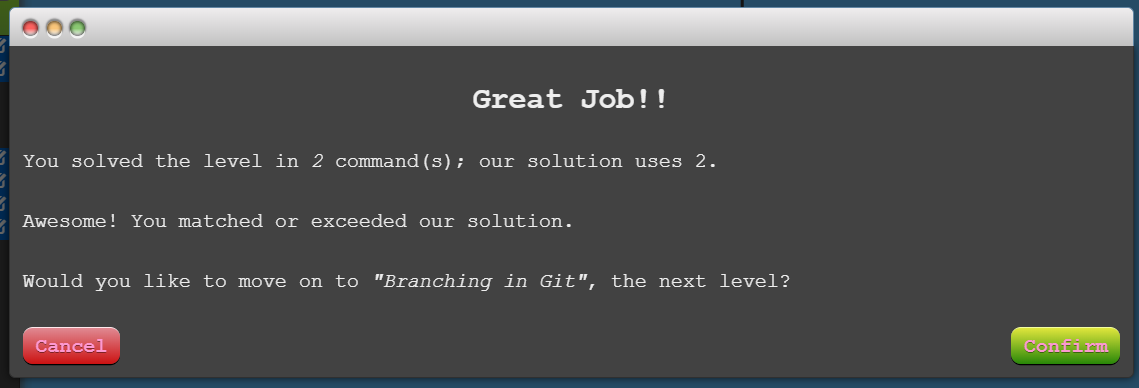 Great Job!!
You solved the level in 2 command(s); our solution uses 2.
Awesome! You matched or exceeded our solution.
Would you like to move on to "Branching in Git", the next level?
Cancel
Confirm